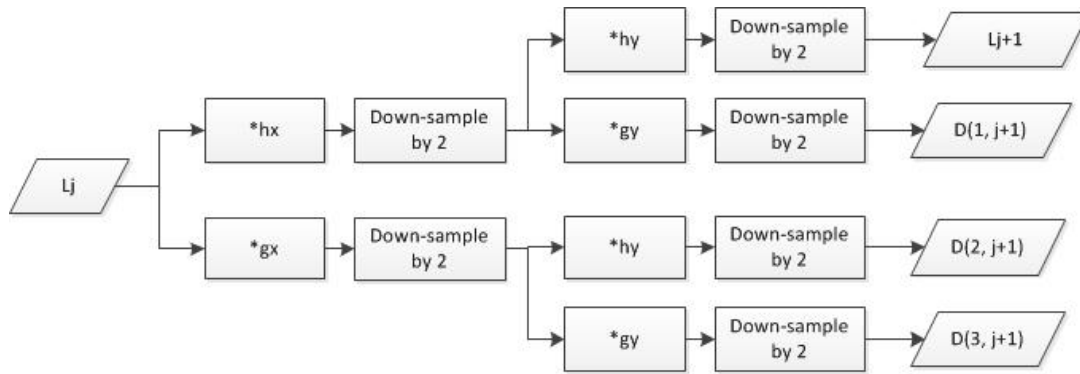 *hy
Down-sample
by 2
Lj+1
*hx
Down-sample
by 2
*gy
Down-sample
by 2
D(1, j+1)
Lj
*gx
Down-sample
by 2
*hy
Down-sample
by 2
D(2, j+1)
*gy
Down-sample
by 2
D(3, j+1)